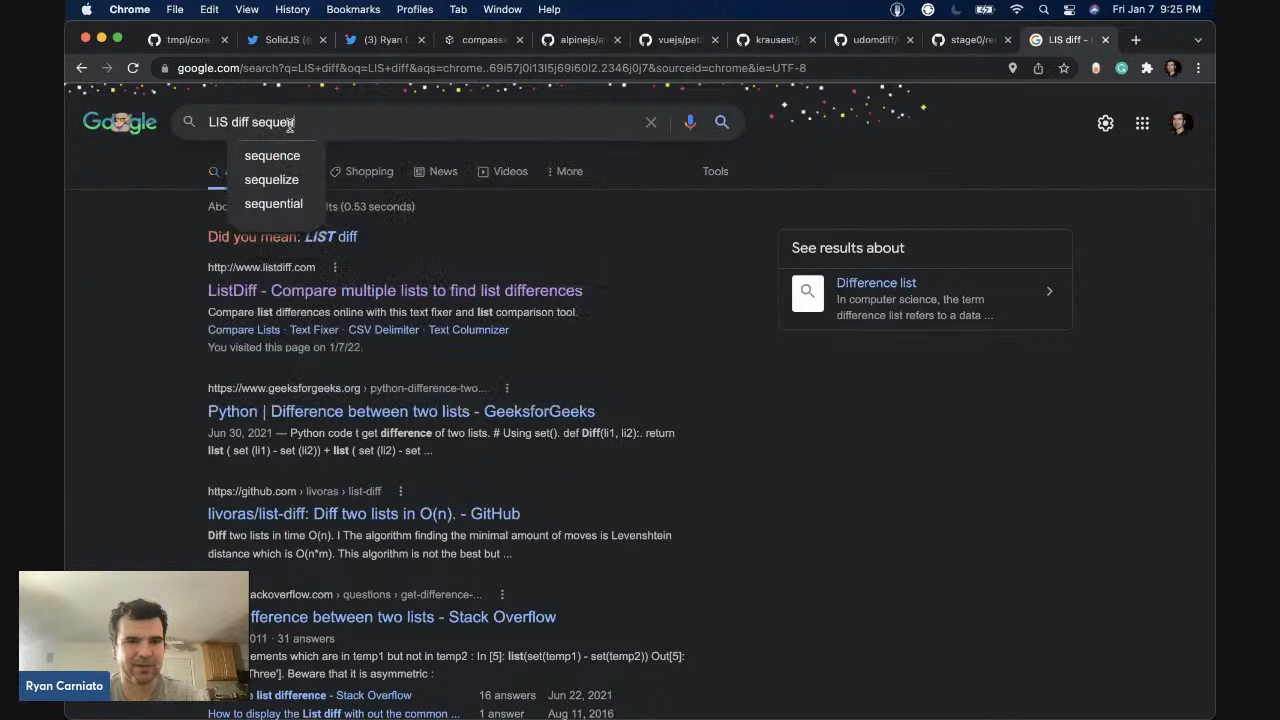 Chrome File Edit View History Bookmarks Profiles Tab Window Help Fri Jan 7 9:25 PM
tmpl/core. SolidJS (@ (3) Ryan C compassi alpinejs/a vuejs/pet krausest/ udomdiff/ stage0/re LIS diff -
google.com/search?q=LIS+diff&oq=LIS+diff&aqs=chrome..69i57j0i13l5j69i60l2.2346j0j7&sourceid=chrome&ie=UTF-8
Google
LIS diff sequen
sequence
sequelize
sequential
Shopping News Videos More Tools
(0.53 seconds)
Did you mean: LIST diff
See results about
http://www.listdiff.com
ListDiff - Compare multiple lists to find list differences
Compare list differences online with this text fixer and list comparison tool.
Compare Lists · Text Fixer · CSV Delimiter · Text Columnizer
You visited this page on 1/7/22.
Difference list
In computer science, the term
difference list refers to a data ...
https://www.geeksforgeeks.org › python-difference-two...
Python | Difference between two lists - GeeksforGeeks
Jun 30, 2021 — Python code t get difference of two lists. # Using set(). def Diff(li1, li2):. return
list ( set (li1) - set (li2)) + list ( set (li2) - set ...
https://github.com › livoras › list-diff
livoras/list-diff: Diff two lists in O(n). - GitHub
Diff two lists in time O(n). I The algorithm finding the minimal amount of moves is Levenshtein
distance which is O(n*m). This algorithm is not the best but ...
ackoverflow.com › questions › get-difference-...
fference between two lists - Stack Overflow
011 · 31 answers
ements which are in temp1 but not in temp2 : In [5]: list(set(temp1) - set(temp2)) Out[5]:
Three']. Beware that it is asymmetric :
list difference - Stack Overflow 16 answers Jun 22, 2021
How to display the List diff with out the common ... 1 answer Aug 11, 2016
Ryan Carniato